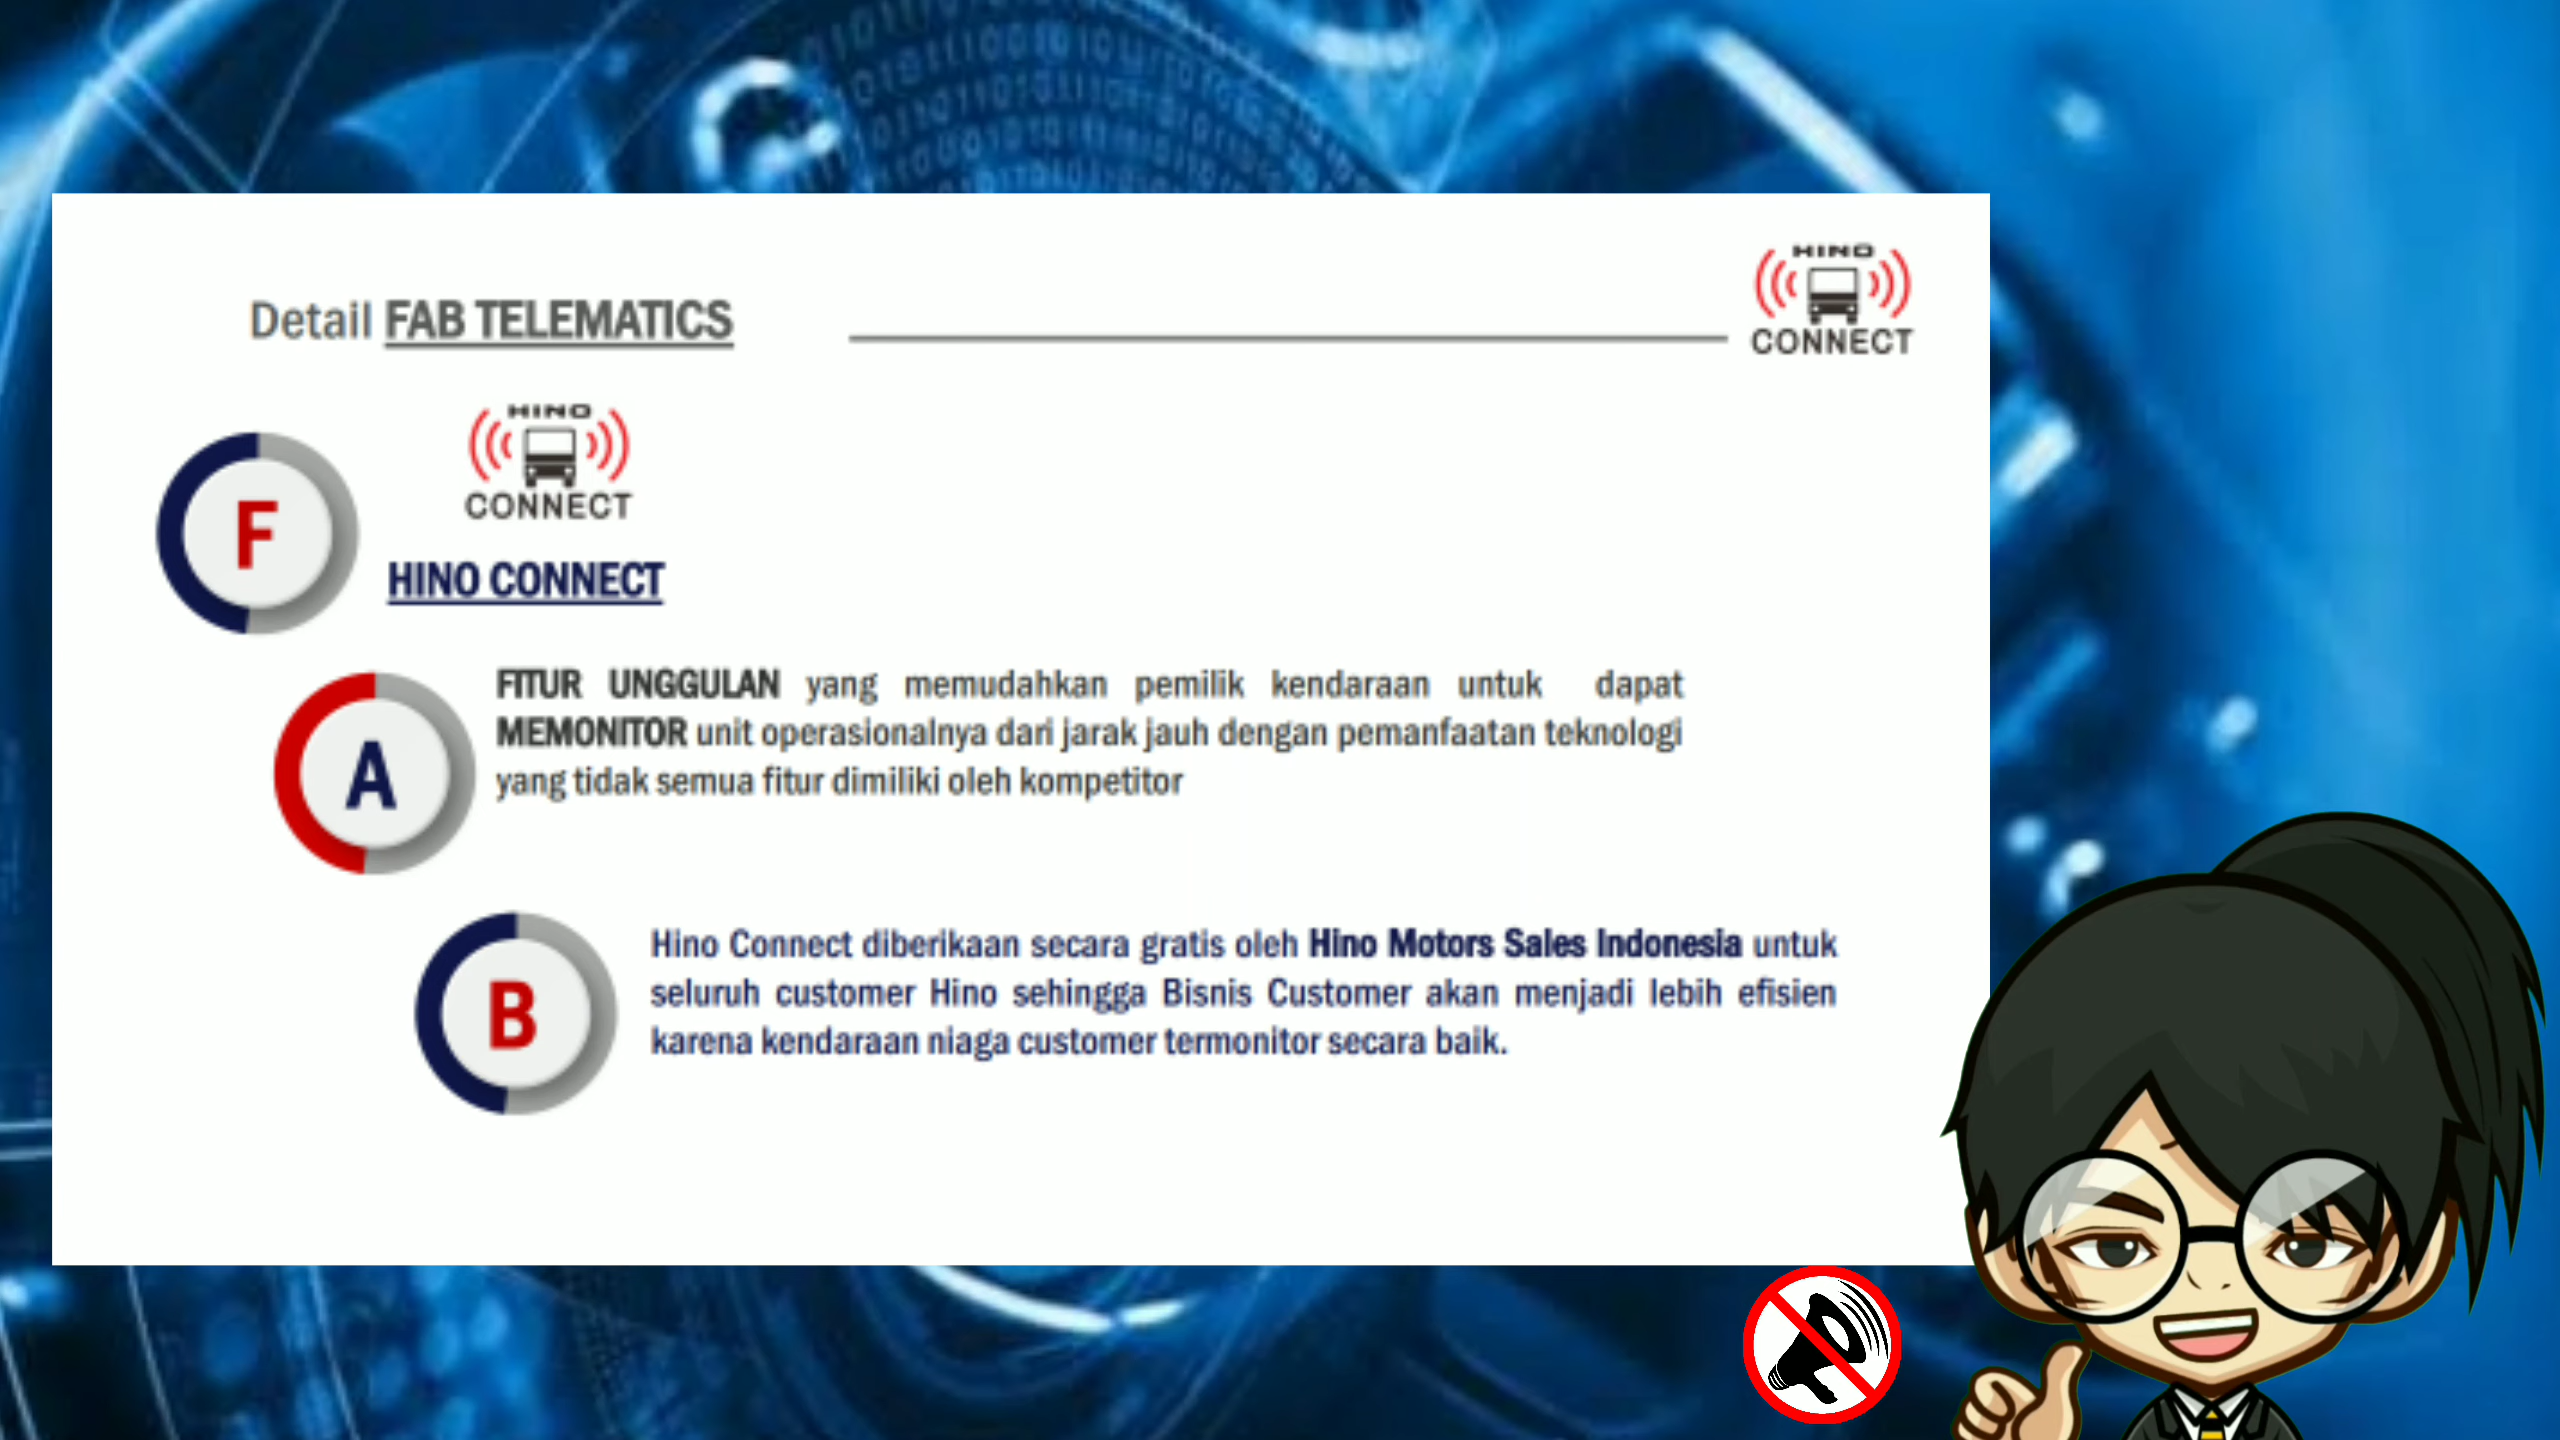 HINO
CONNECT
Detail FAB TELEMATICS
HINO
CONNECT
F
HINO CONNECT
A
FITUR UNGGULAN yang memudahkan pemilik kendaraan untuk dapat
MEMONITOR unit operasionalnya dari jarak jauh dengan pemanfaatan teknologi
yang tidak semua fitur dimiliki oleh kompetitor
B
Hino Connect diberikaan secara gratis oleh Hino Motors Sales Indonesia untuk
seluruh customer Hino sehingga Bisnis Customer akan menjadi lebih efisien
karena kendaraan niaga customer termonitor secara baik.